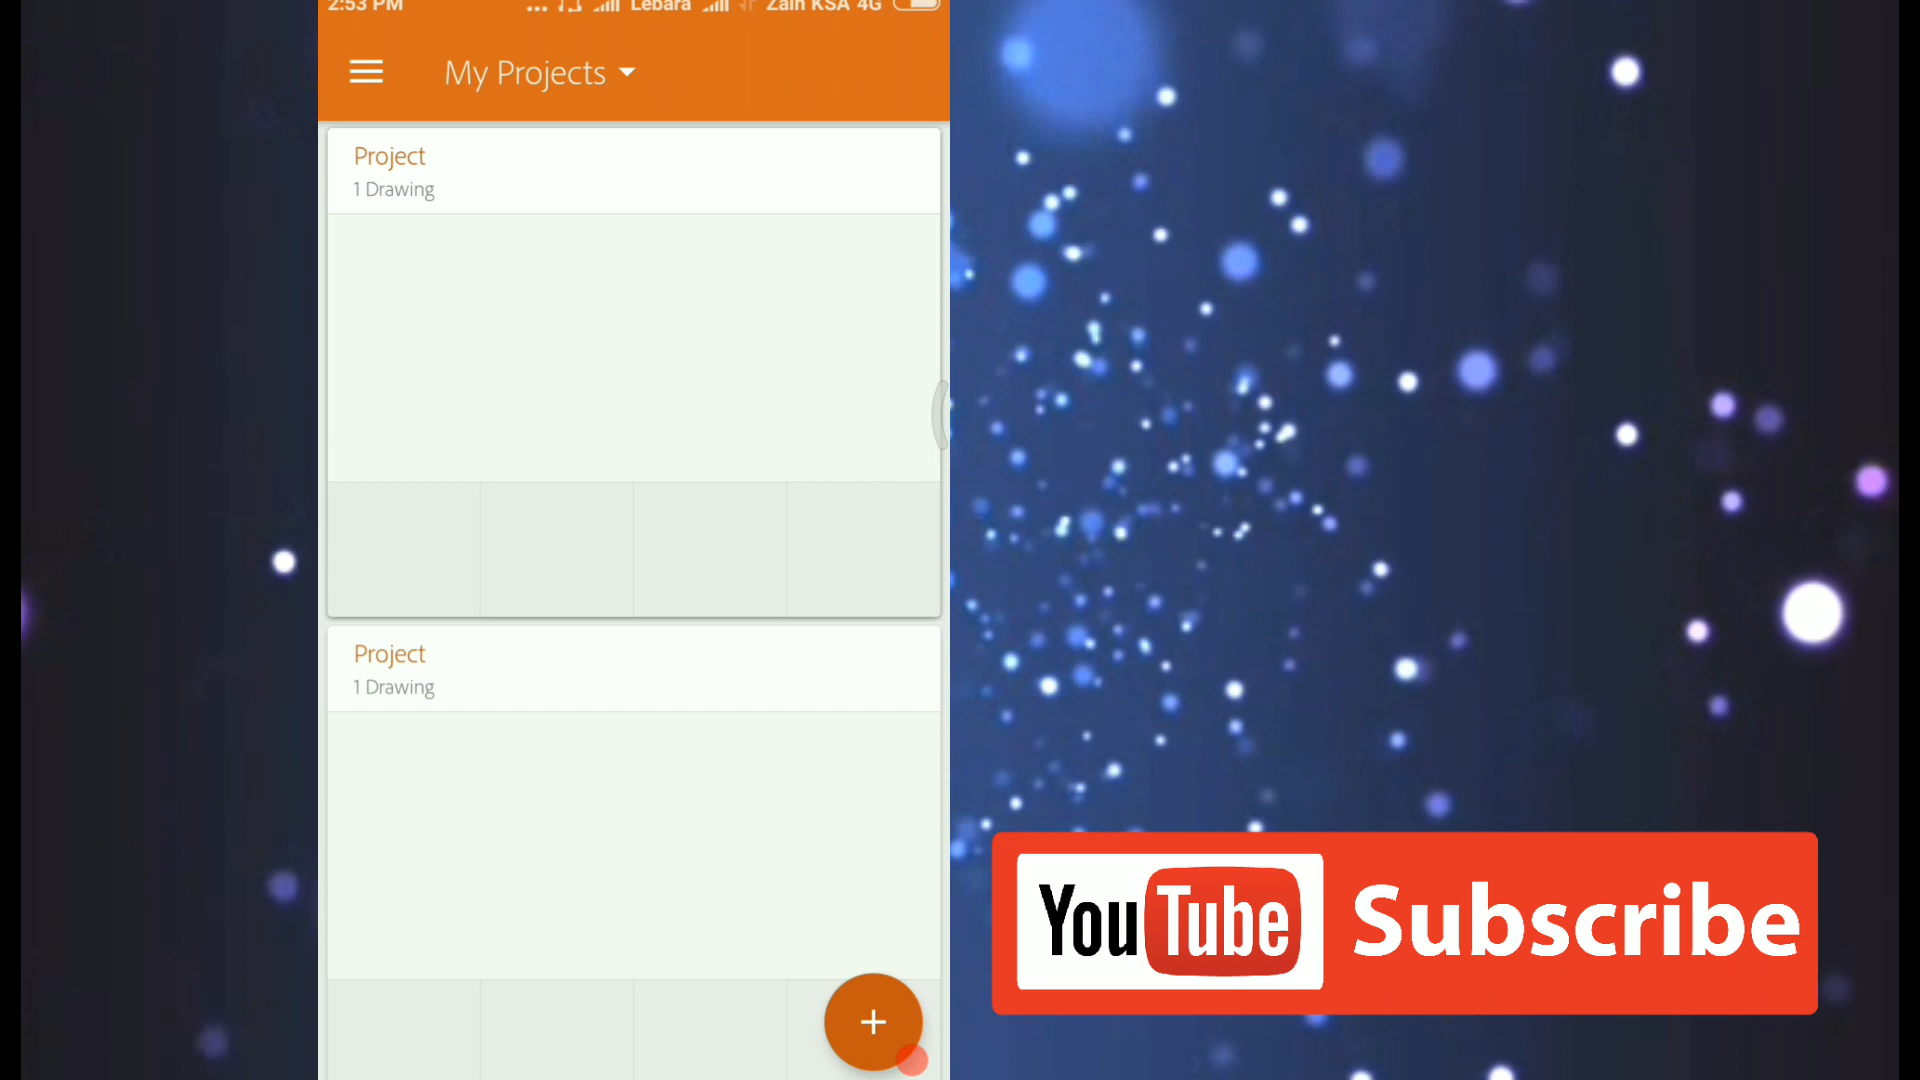 2:53 PM ... Lebara Zain KSA 4G
My Projects
Project
1 Drawing
Project
1 Drawing
+
YouTube Subscribe